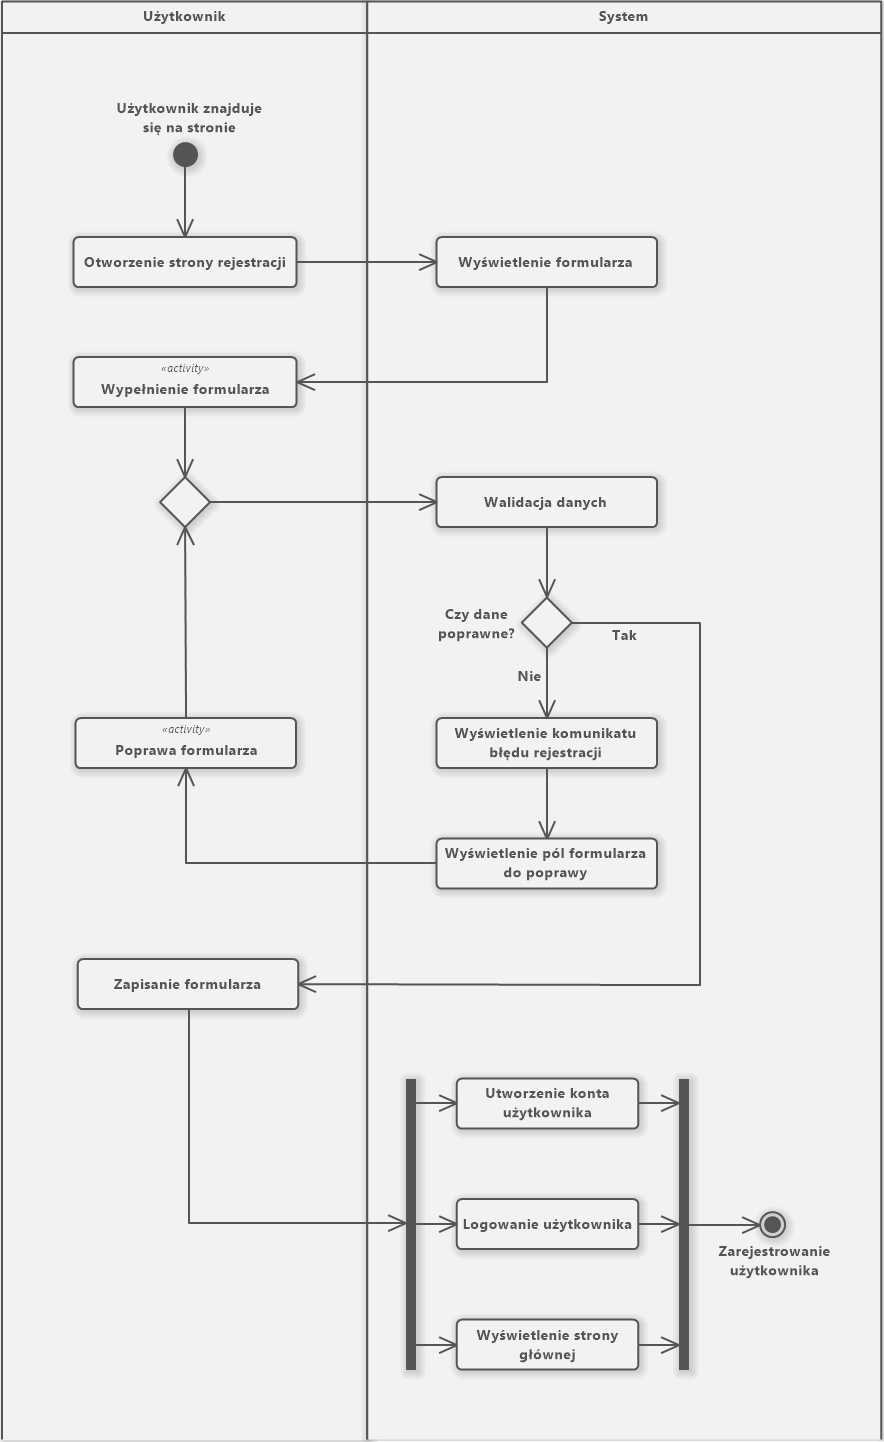 Użytkownik
System
Użytkownik znajduje
się na stronie
Otworzenie strony rejestracji
Wyświetlenie formularza
«activity»
Wypełnienie formularza
Walidacja danych
Czy dane
poprawne?
Tak
Nie
«activity»
Poprawa formularza
Wyświetlenie komunikatu
błędu rejestracji
Wyświetlenie pól formularza
do poprawy
Zapisanie formularza
Utworzenie konta
użytkownika
Logowanie użytkownika
Zarejestrowanie
użytkownika
Wyświetlenie strony
głównej